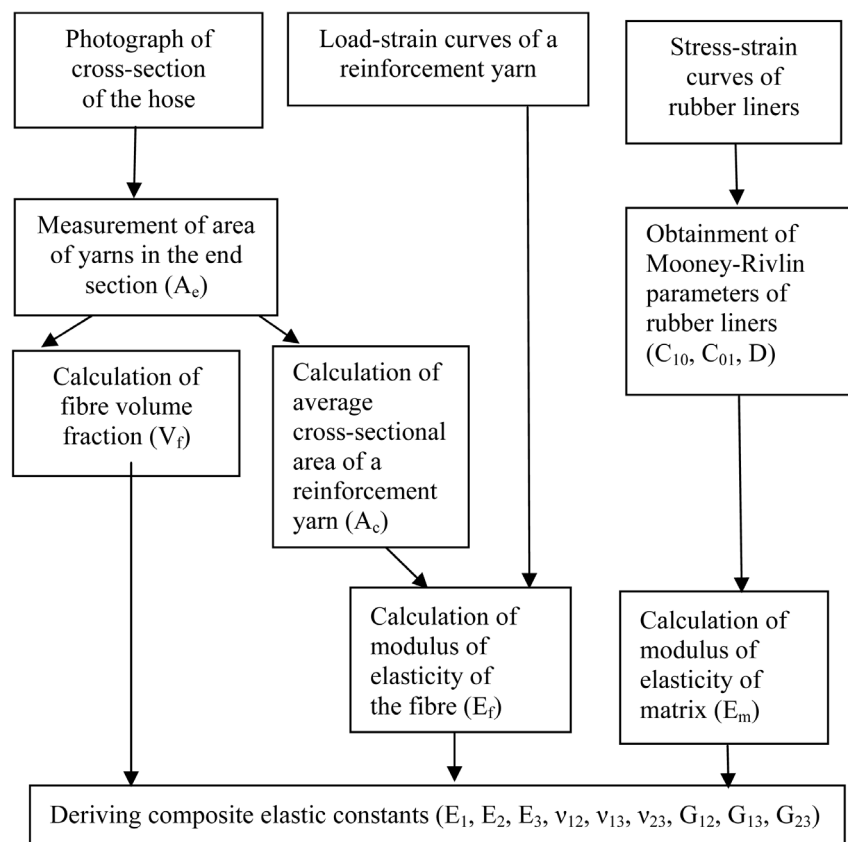 Photograph of
cross-section
of the hose
Load-strain curves of a
reinforcement yarn
Stress-strain
curves of
rubber liners
Measurement of area
of yarns in the end
section (Aₑ)
Obtainment of
Mooney-Rivlin
parameters of
rubber liners
(C₁₀, C₀₁, D)
Calculation of
fibre volume
fraction (V_f)
Calculation of
average
cross-sectional
area of a
reinforcement
yarn (A_c)
Calculation of
modulus of
elasticity of
the fibre (E_f)
Calculation of
modulus of
elasticity of
matrix (Eₘ)
Deriving composite elastic constants (E₁, E₂, E₃, ν₁₂, ν₁₃, ν₂₃, G₁₂, G₁₃, G₂₃)